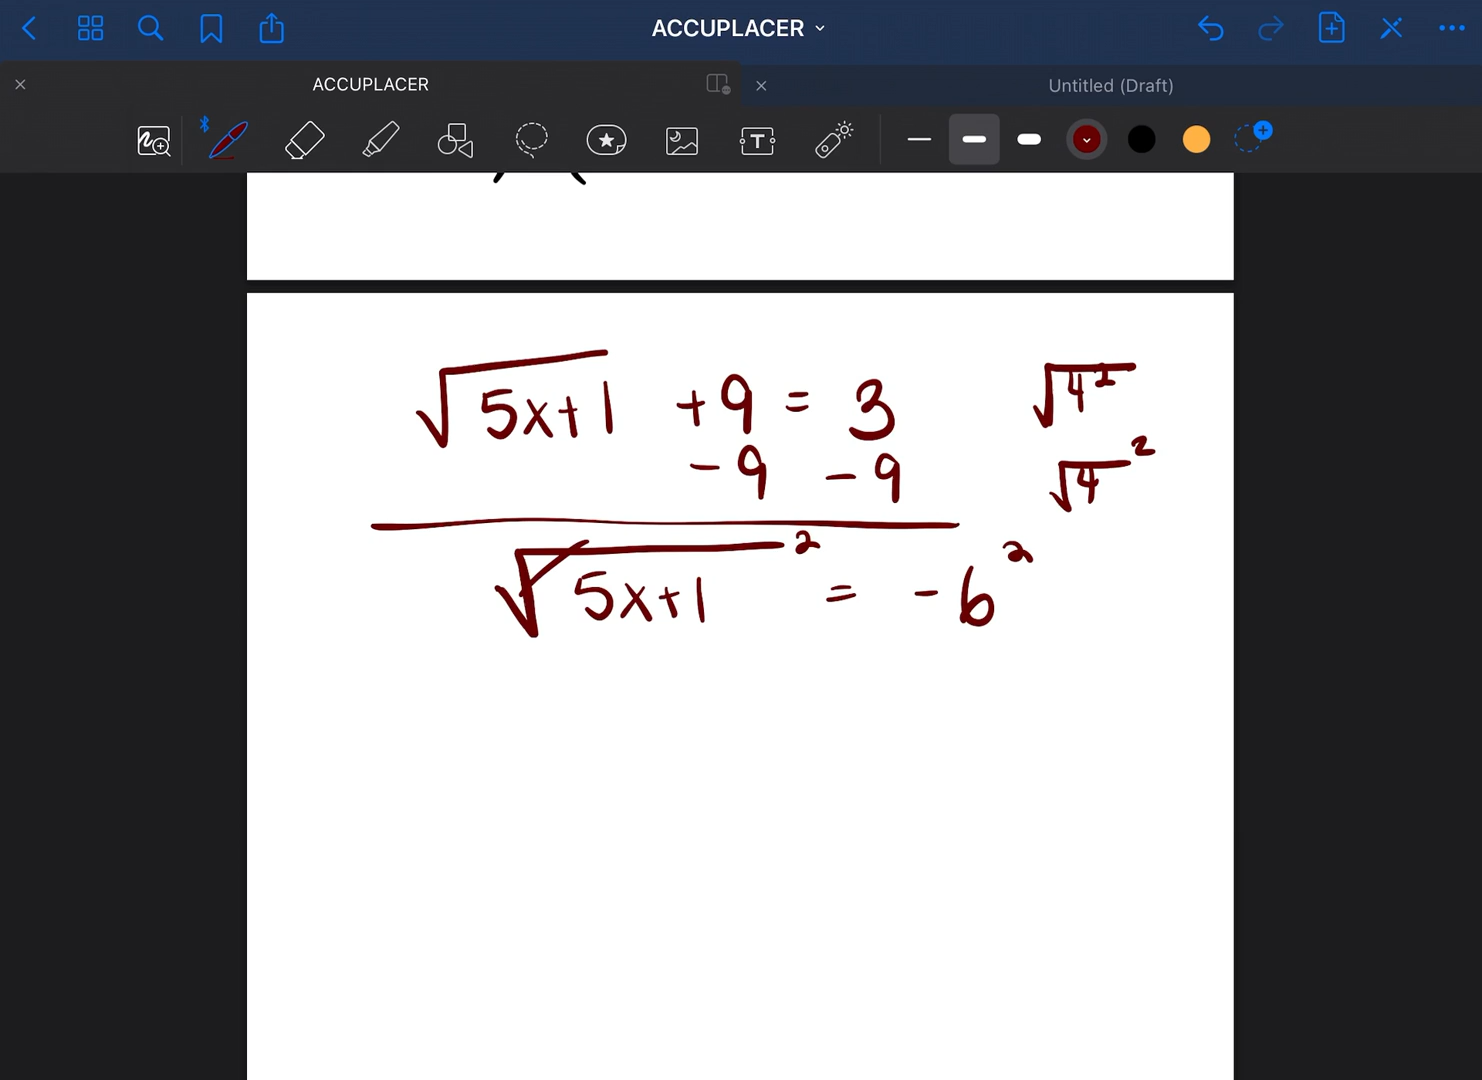 ACCUPLACER
ACCUPLACER
Untitled (Draft)
√5x+1 +9 = 3
-9 -9
√5x+1² = -6²
√4²
√4²